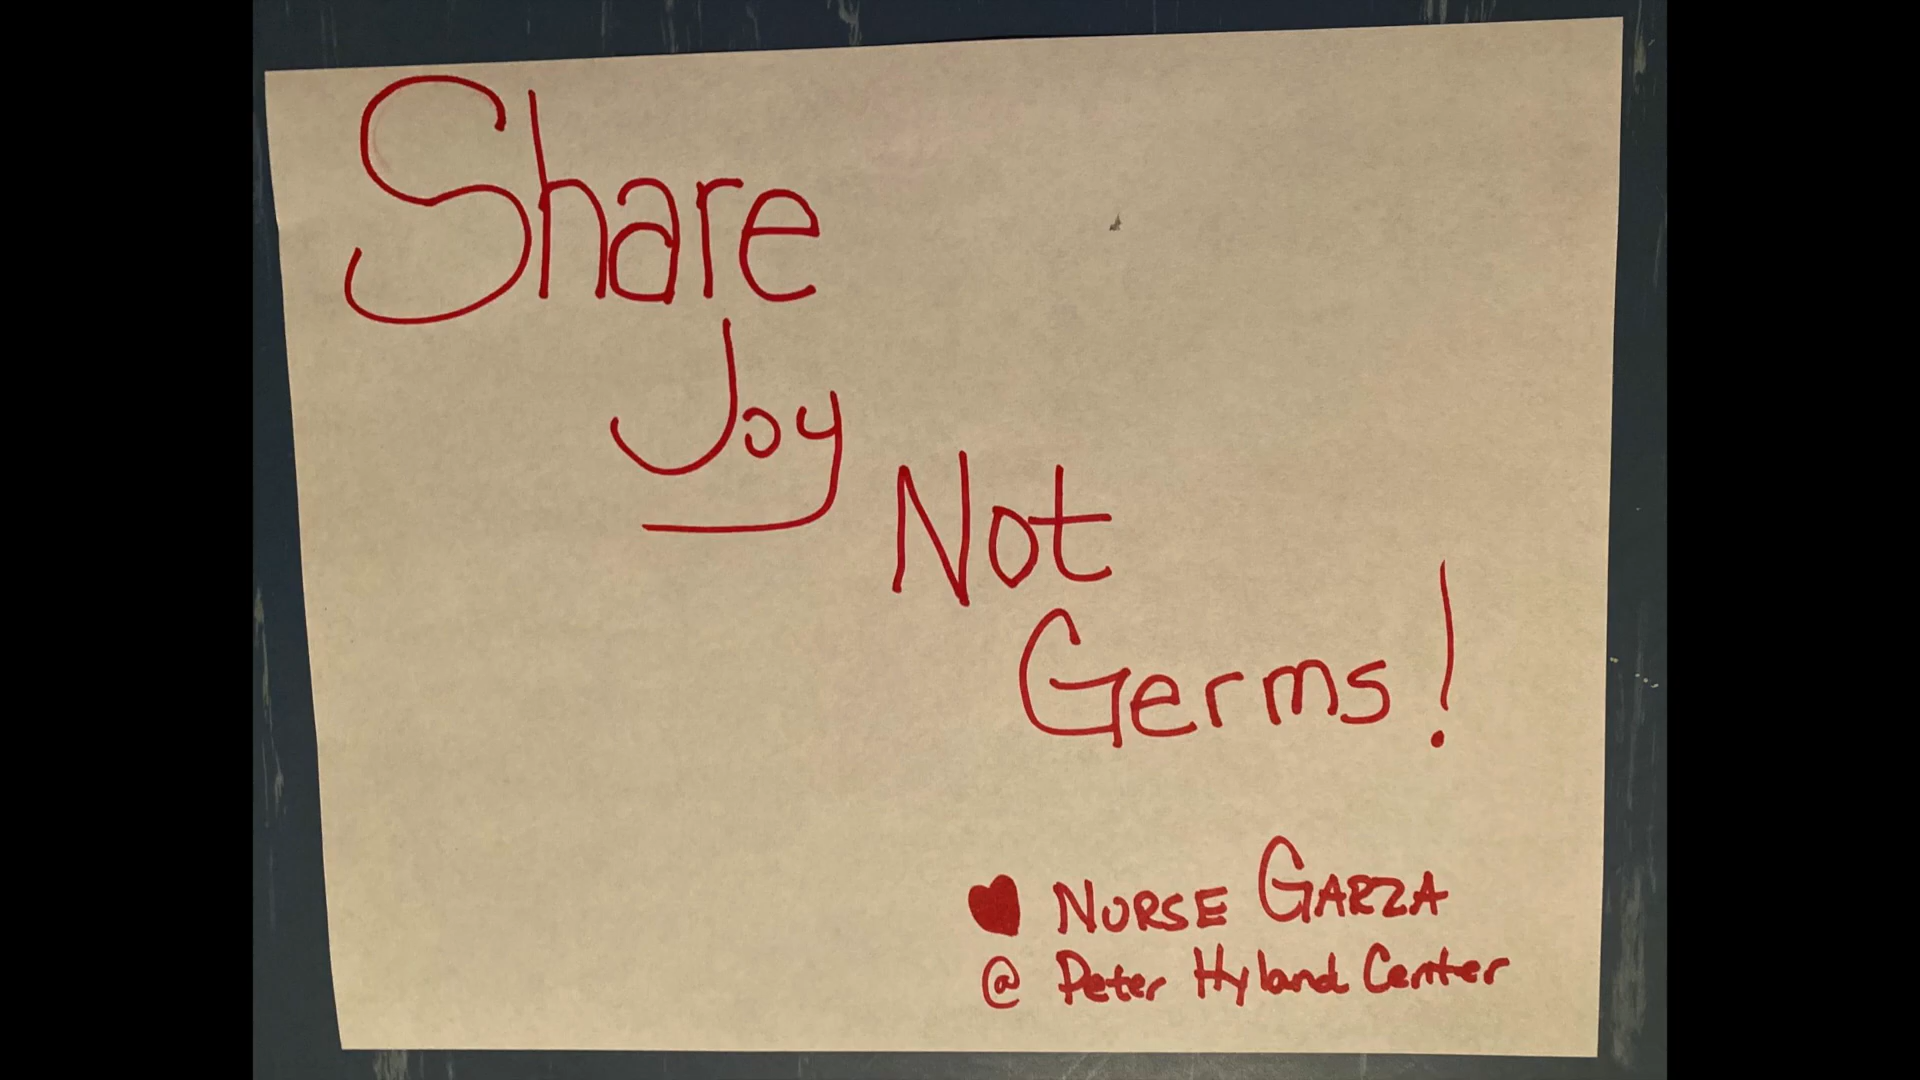 Share
Joy
Not
Germs!
♥ NURSE GARZA
@ Peter Hyland Center